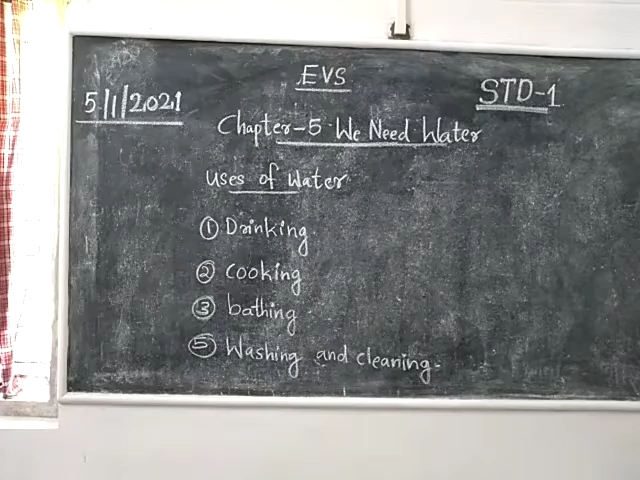 EVS
5/1/2021
STD-1
Chapter-5 We Need Water
Uses of Water
① Drinking
② cooking
③ bathing
⑤ Washing and cleaning.